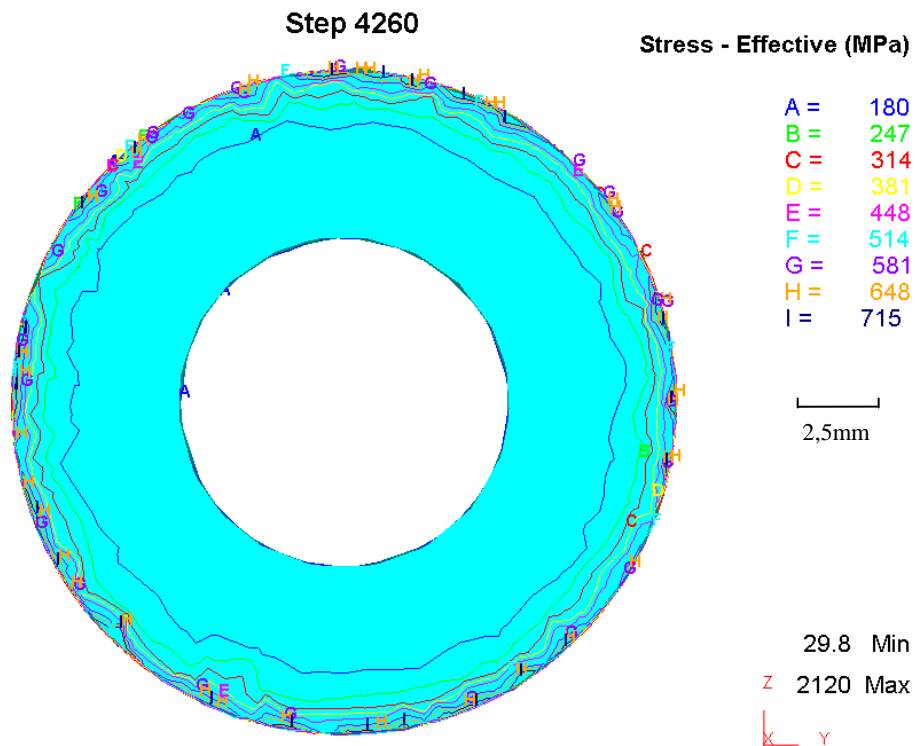 Step 4260
Stress - Effective (MPa)
A = 180
B = 247
C = 314
D = 381
E = 448
F = 514
G = 581
H = 648
I = 715
2,5mm
29.8 Min
2120 Max
Z
X Y